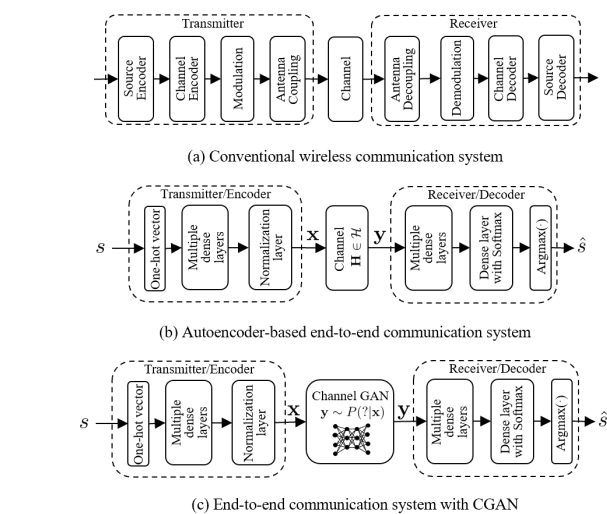 Transmitter
Receiver
Source Encoder
Channel Encoder
Modulation
Antenna Coupling
Channel
Antenna Decoupling
Demodulation
Channel Decoder
Source Decoder
(a) Conventional wireless communication system
Transmitter/Encoder
Receiver/Decoder
s
One-hot vector
Multiple dense layers
Normalization layer
x
Channel H ∈ ℋ
y
Multiple dense layers
Dense layer with Softmax
Argmax(·)
ŝ
(b) Autoencoder-based end-to-end communication system
Transmitter/Encoder
Receiver/Decoder
s
One-hot vector
Multiple dense layers
Normalization layer
x
Channel GAN
y ∼ P(?|x)
y
Multiple dense layers
Dense layer with Softmax
Argmax(·)
ŝ
(c) End-to-end communication system with CGAN